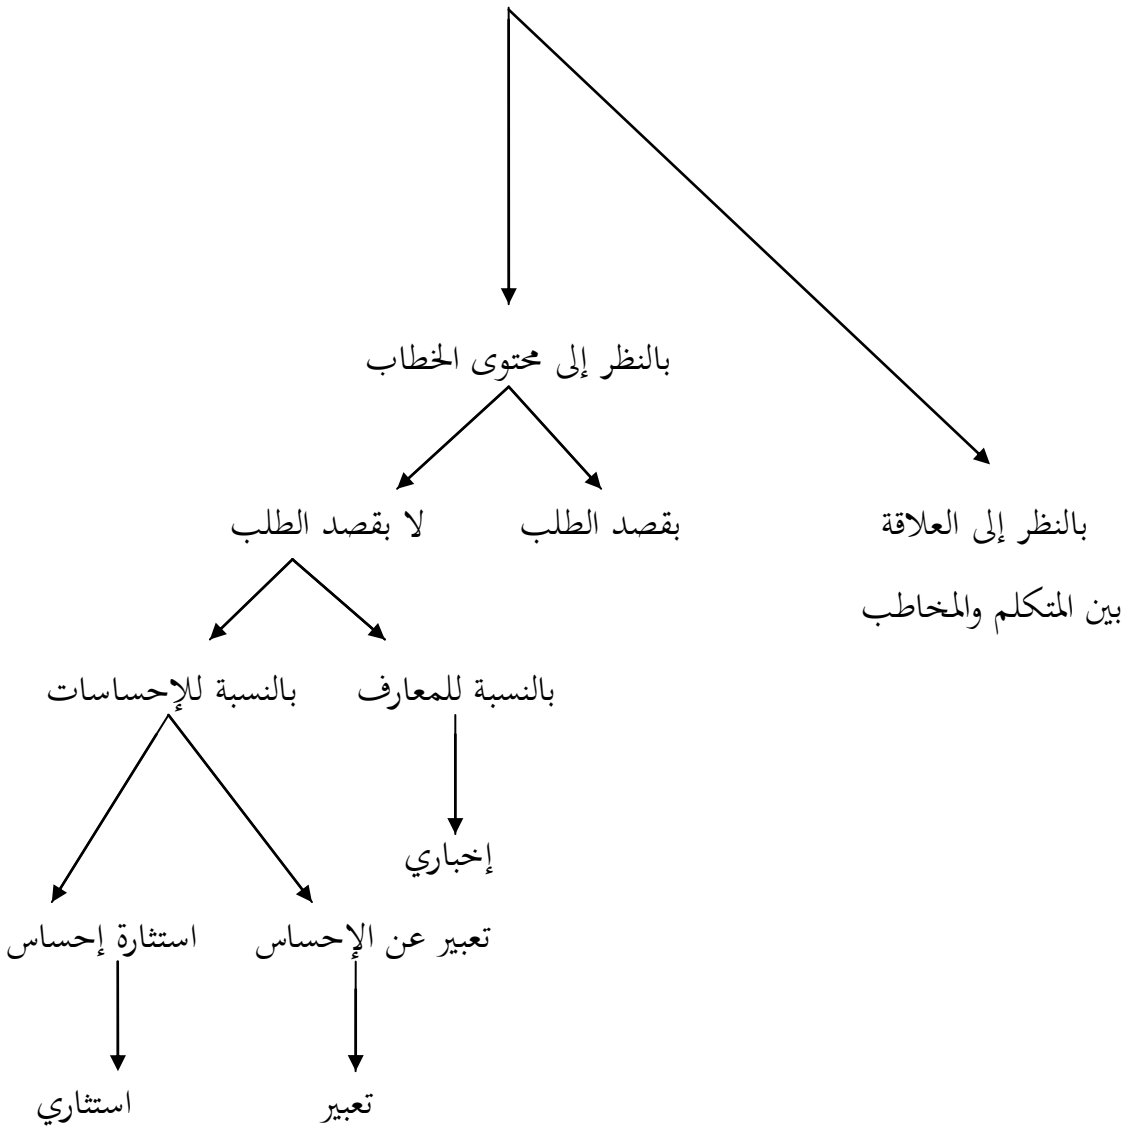 بالنظر إلى محتوى الخطاب
بالنظر إلى العلاقة
بين المتكلم والمخاطب
بقصد الطلب
لا بقصد الطلب
بالنسبة للمعارف
بالنسبة للإحساسات
إخباري
تعبير عن الإحساس
استثارة إحساس
تعبير
استثاري